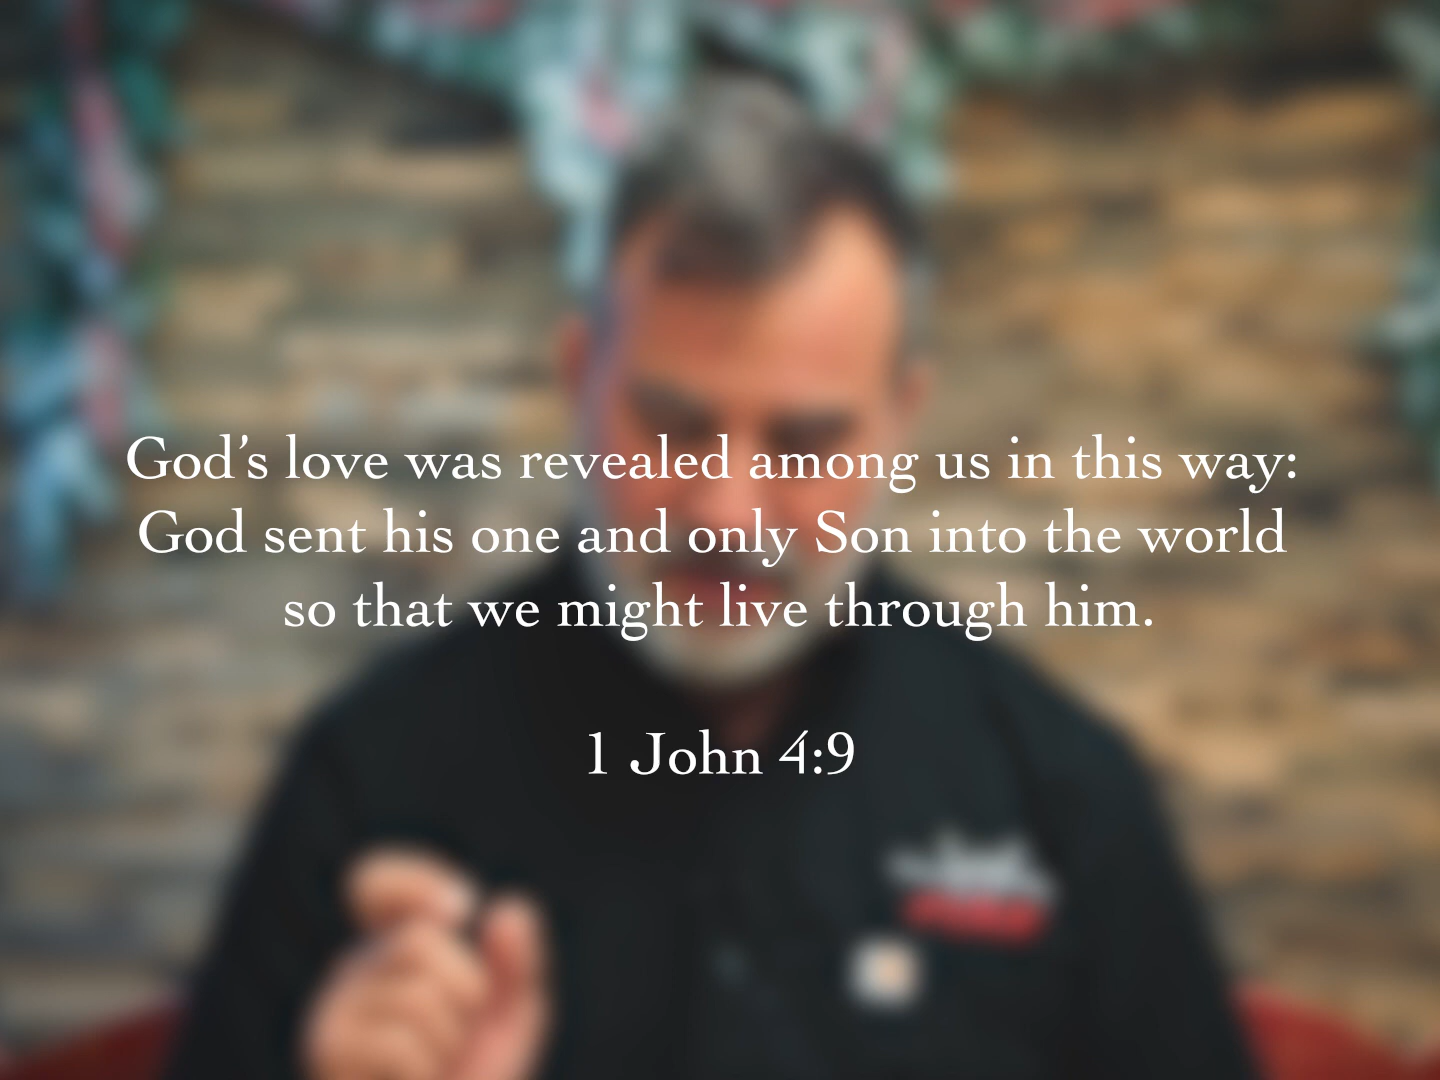 God’s love was revealed among us in this way:
God sent his one and only Son into the world
so that we might live through him.
1 John 4:9